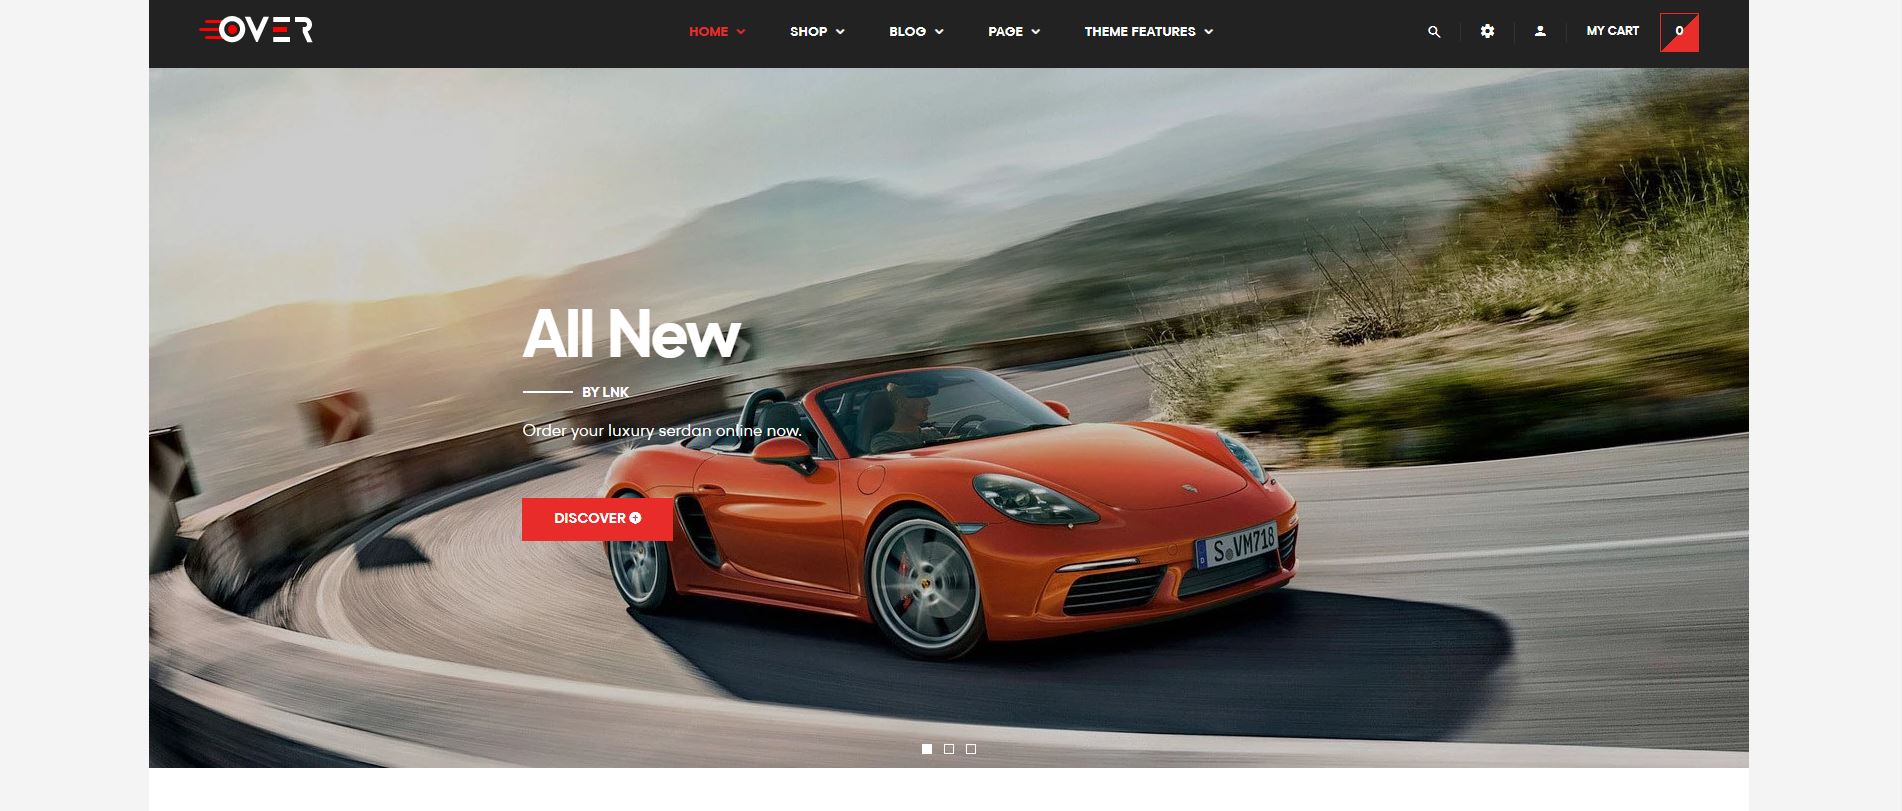 OVER
HOME
SHOP
BLOG
PAGE
THEME FEATURES
MY CART
0
All New
BY LNK
Order your luxury serdan online now.
DISCOVER
S VM718